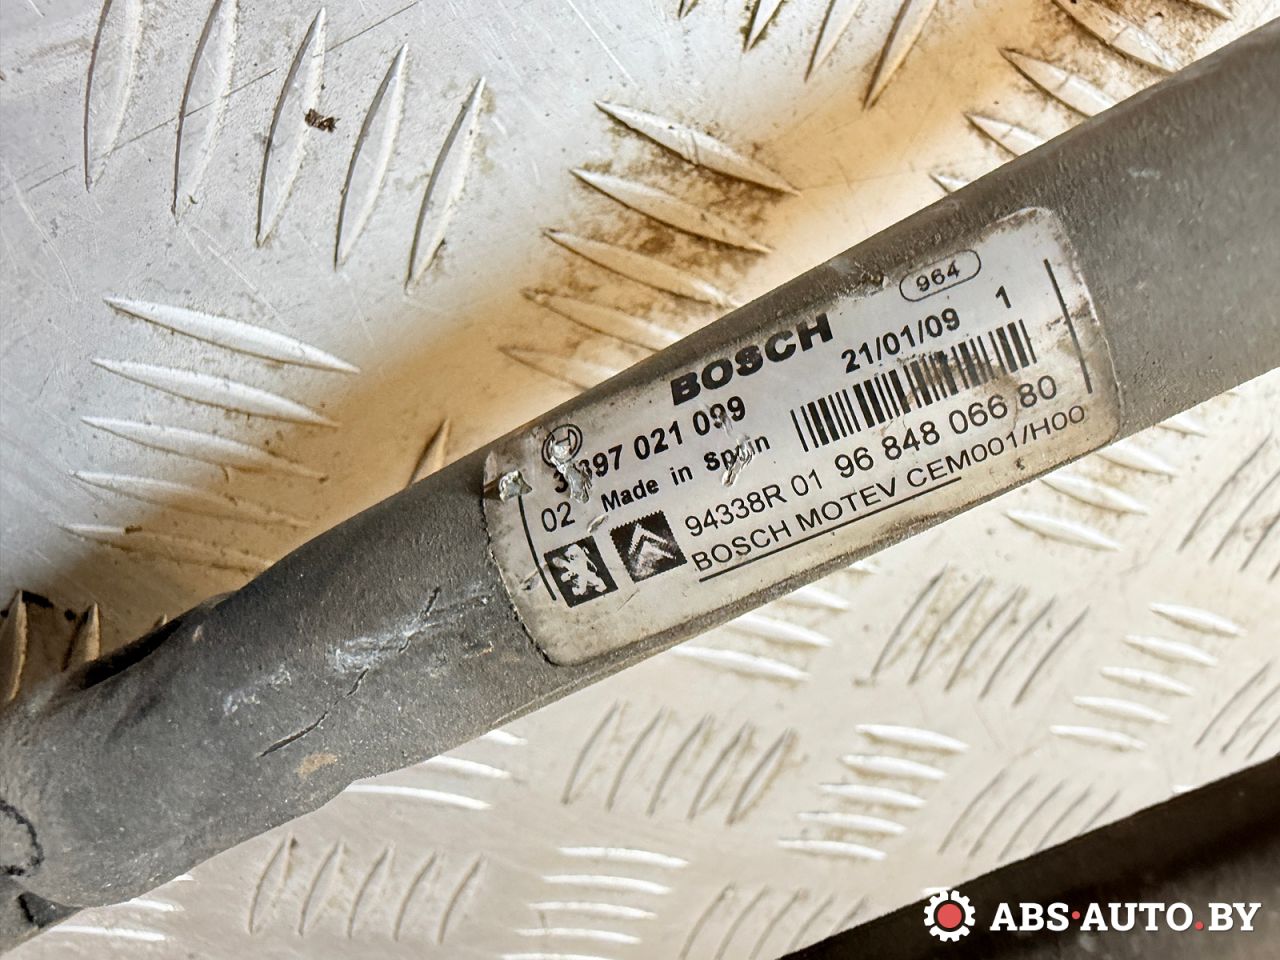 964
BOSCH 21/01/09 1
3397 021 099
02 Made in Spain
94338R 01 96 848 066 80
BOSCH MOTEV CEM001/H00
ABS·AUTO.BY